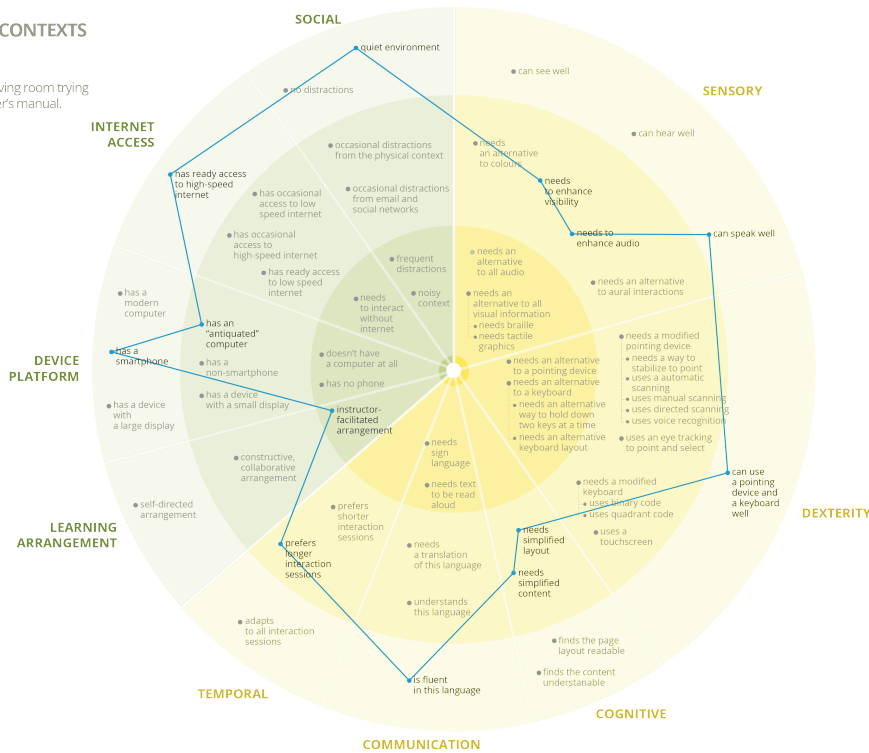 CONTEXTS
ving room trying
er's manual.
SOCIAL
quiet environment
no distractions
occasional distractions
from the physical context
occasional distractions
from email and
social networks
frequent
distractions
noisy
context
INTERNET
ACCESS
has ready access
to high-speed
internet
has occasional
access to low
speed internet
has occasional
access to
high-speed internet
has ready access
to low speed
internet
needs
to interact
without
internet
DEVICE
PLATFORM
has a
modern
computer
has an
"antiquated"
computer
has a
smartphone
has a
non-smartphone
has a device
with a small display
has a device
with
a large display
doesn't have
a computer at all
has no phone
LEARNING
ARRANGEMENT
instructor-
facilitated
arrangement
constructive,
collaborative
arrangement
self-directed
arrangement
SENSORY
can see well
can hear well
needs
an alternative
to colours
needs
to enhance
visibility
needs to
enhance audio
can speak well
needs an
alternative
to all audio
needs an alternative
to aural interactions
needs an
alternative to all
visual information
needs braille
needs tactile
graphics
DEXTERITY
needs an alternative
to a pointing device
needs an alternative
to a keyboard
needs an alternative
way to hold down
two keys at a time
needs an alternative
keyboard layout
needs a modified
pointing device
needs a way to
stabilize to point
uses a automatic
scanning
uses manual scanning
uses directed scanning
uses voice recognition
uses an eye tracking
to point and select
can use
a pointing
device and
a keyboard
well
needs a modified
keyboard
uses binary code
uses quadrant code
uses a
touchscreen
COGNITIVE
needs
simplified
layout
needs
simplified
content
finds the page
layout readable
finds the content
understanable
COMMUNICATION
needs
sign
language
needs text
to be read
aloud
needs
a translation
of this language
understands
this language
is fluent
in this language
TEMPORAL
prefers
shorter
interaction
sessions
prefers
longer
interaction
sessions
adapts
to all interaction
sessions